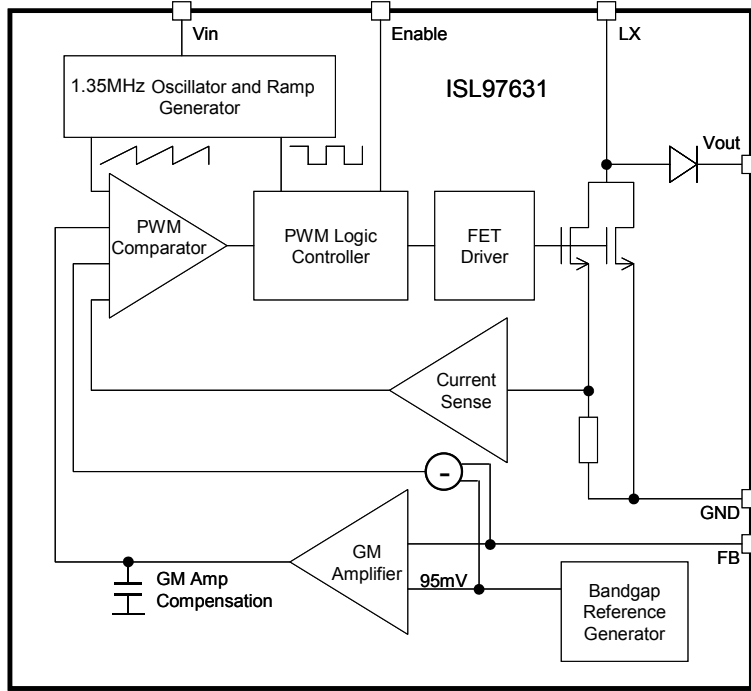 Vin
Enable
LX
1.35MHz Oscillator and Ramp
Generator
ISL97631
Vout
PWM
Comparator
PWM Logic
Controller
FET
Driver
Current
Sense
-
GND
FB
GM
Amplifier
95mV
GM Amp
Compensation
Bandgap
Reference
Generator